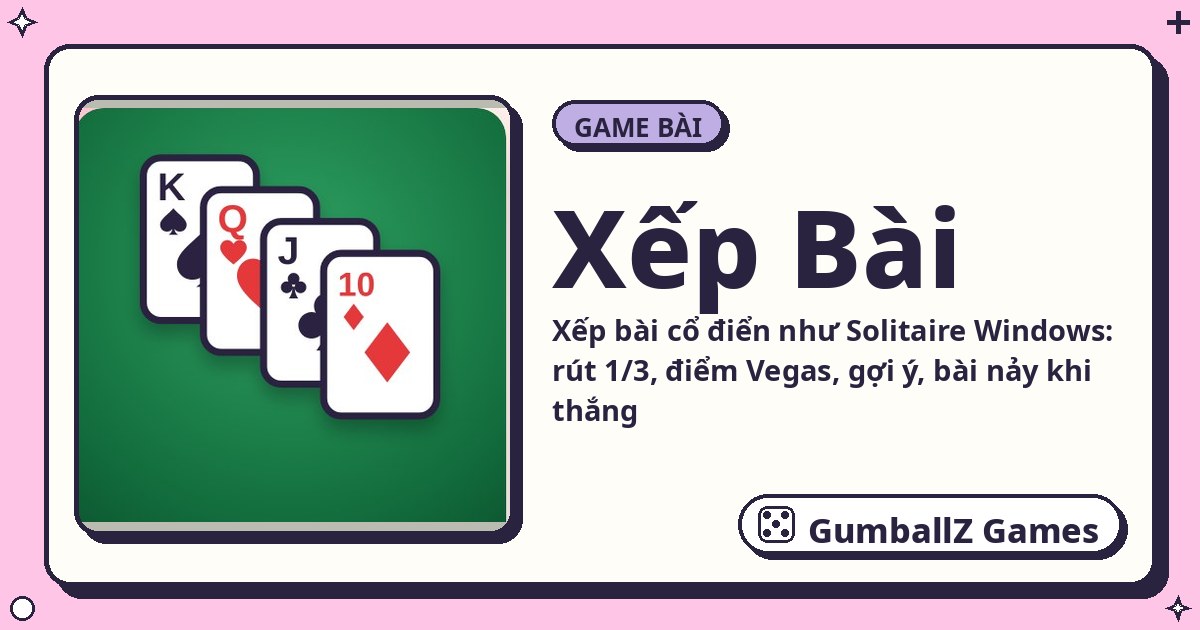 K
Q
J
10
GAME BÀI
Xếp Bài
Xếp bài cổ điển như Solitaire Windows:
rút 1/3, điểm Vegas, gợi ý, bài nảy khi
thắng
GumballZ Games